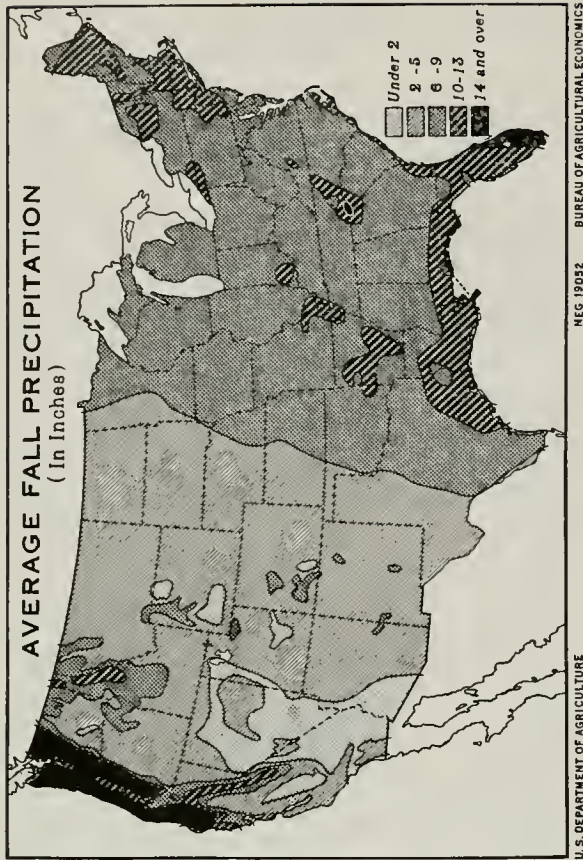 AVERAGE FALL PRECIPITATION
(In Inches)
Under 2
2 - 5
6 - 9
10-13
14 and over
U.S. DEPARTMENT OF AGRICULTURE NEG 19052 BUREAU OF AGRICULTURAL ECONOMICS